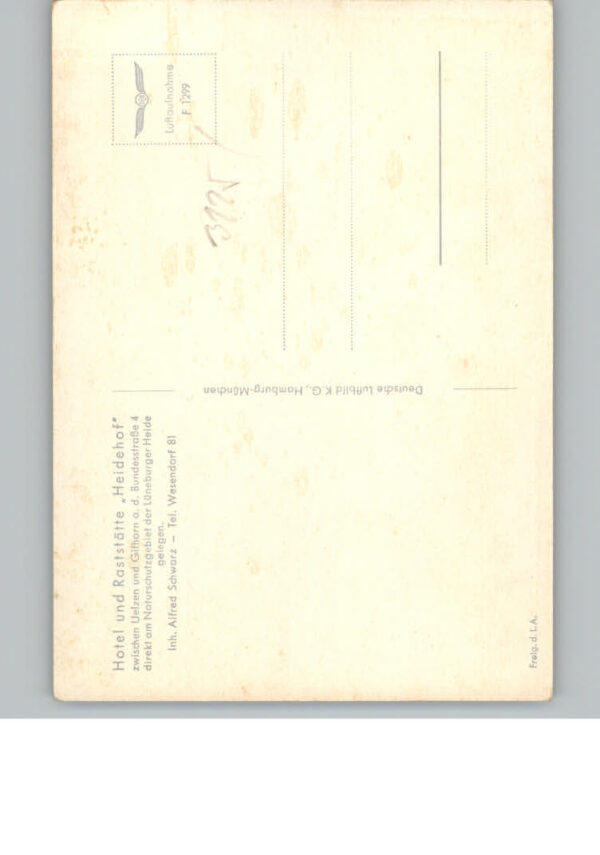 Hotel und Raststätte „Heidehof"
zwischen Uelzen und Gifhorn a. d. Bundesstraße 4
direkt am Naturschutzgebiet der Lüneburger Heide
gelegen.
Inh. Alfred Schwarz – Tel. Wesendorf 81
Freig. d. L.A.
Deutsche Luftbild K.G., Hamburg-München
Luftaufnahme
F 1299
3925